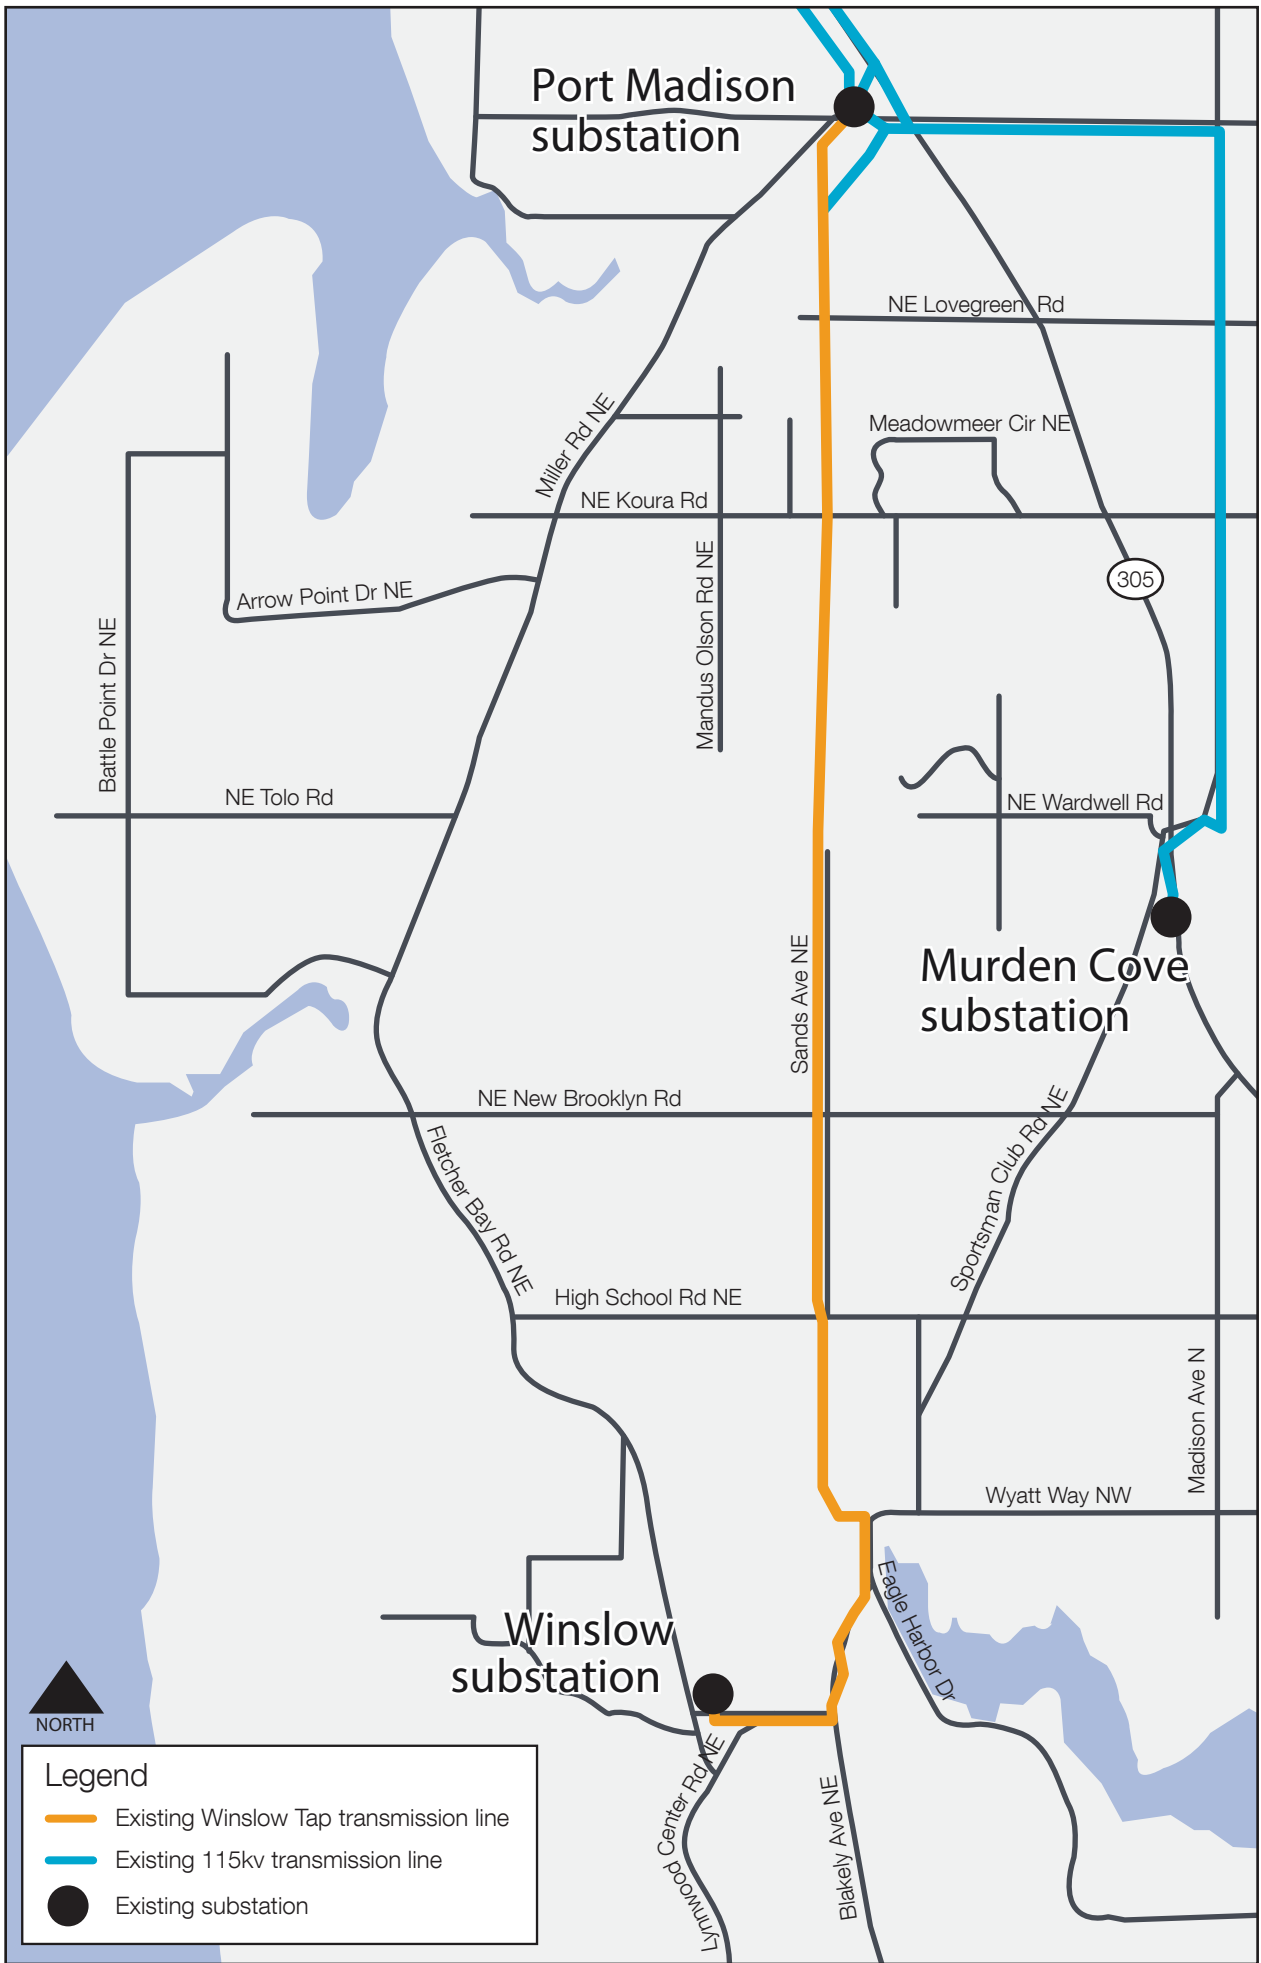 Port Madison
substation
NE Lovegreen Rd
Miller Rd NE
Meadowmeer Cir NE
NE Koura Rd
Mandus Olson Rd NE
305
Arrow Point Dr NE
Battle Point Dr NE
NE Tolo Rd
NE Wardwell Rd
Sands Ave NE
Murden Cove
substation
NE New Brooklyn Rd
Fletcher Bay Rd NE
Sportsman Club Rd NE
High School Rd NE
Madison Ave N
Wyatt Way NW
Eagle Harbor Dr
Winslow
substation
NORTH
Lynnwood Center Rd NE
Blakely Ave NE
Legend
Existing Winslow Tap transmission line
Existing 115kv transmission line
Existing substation